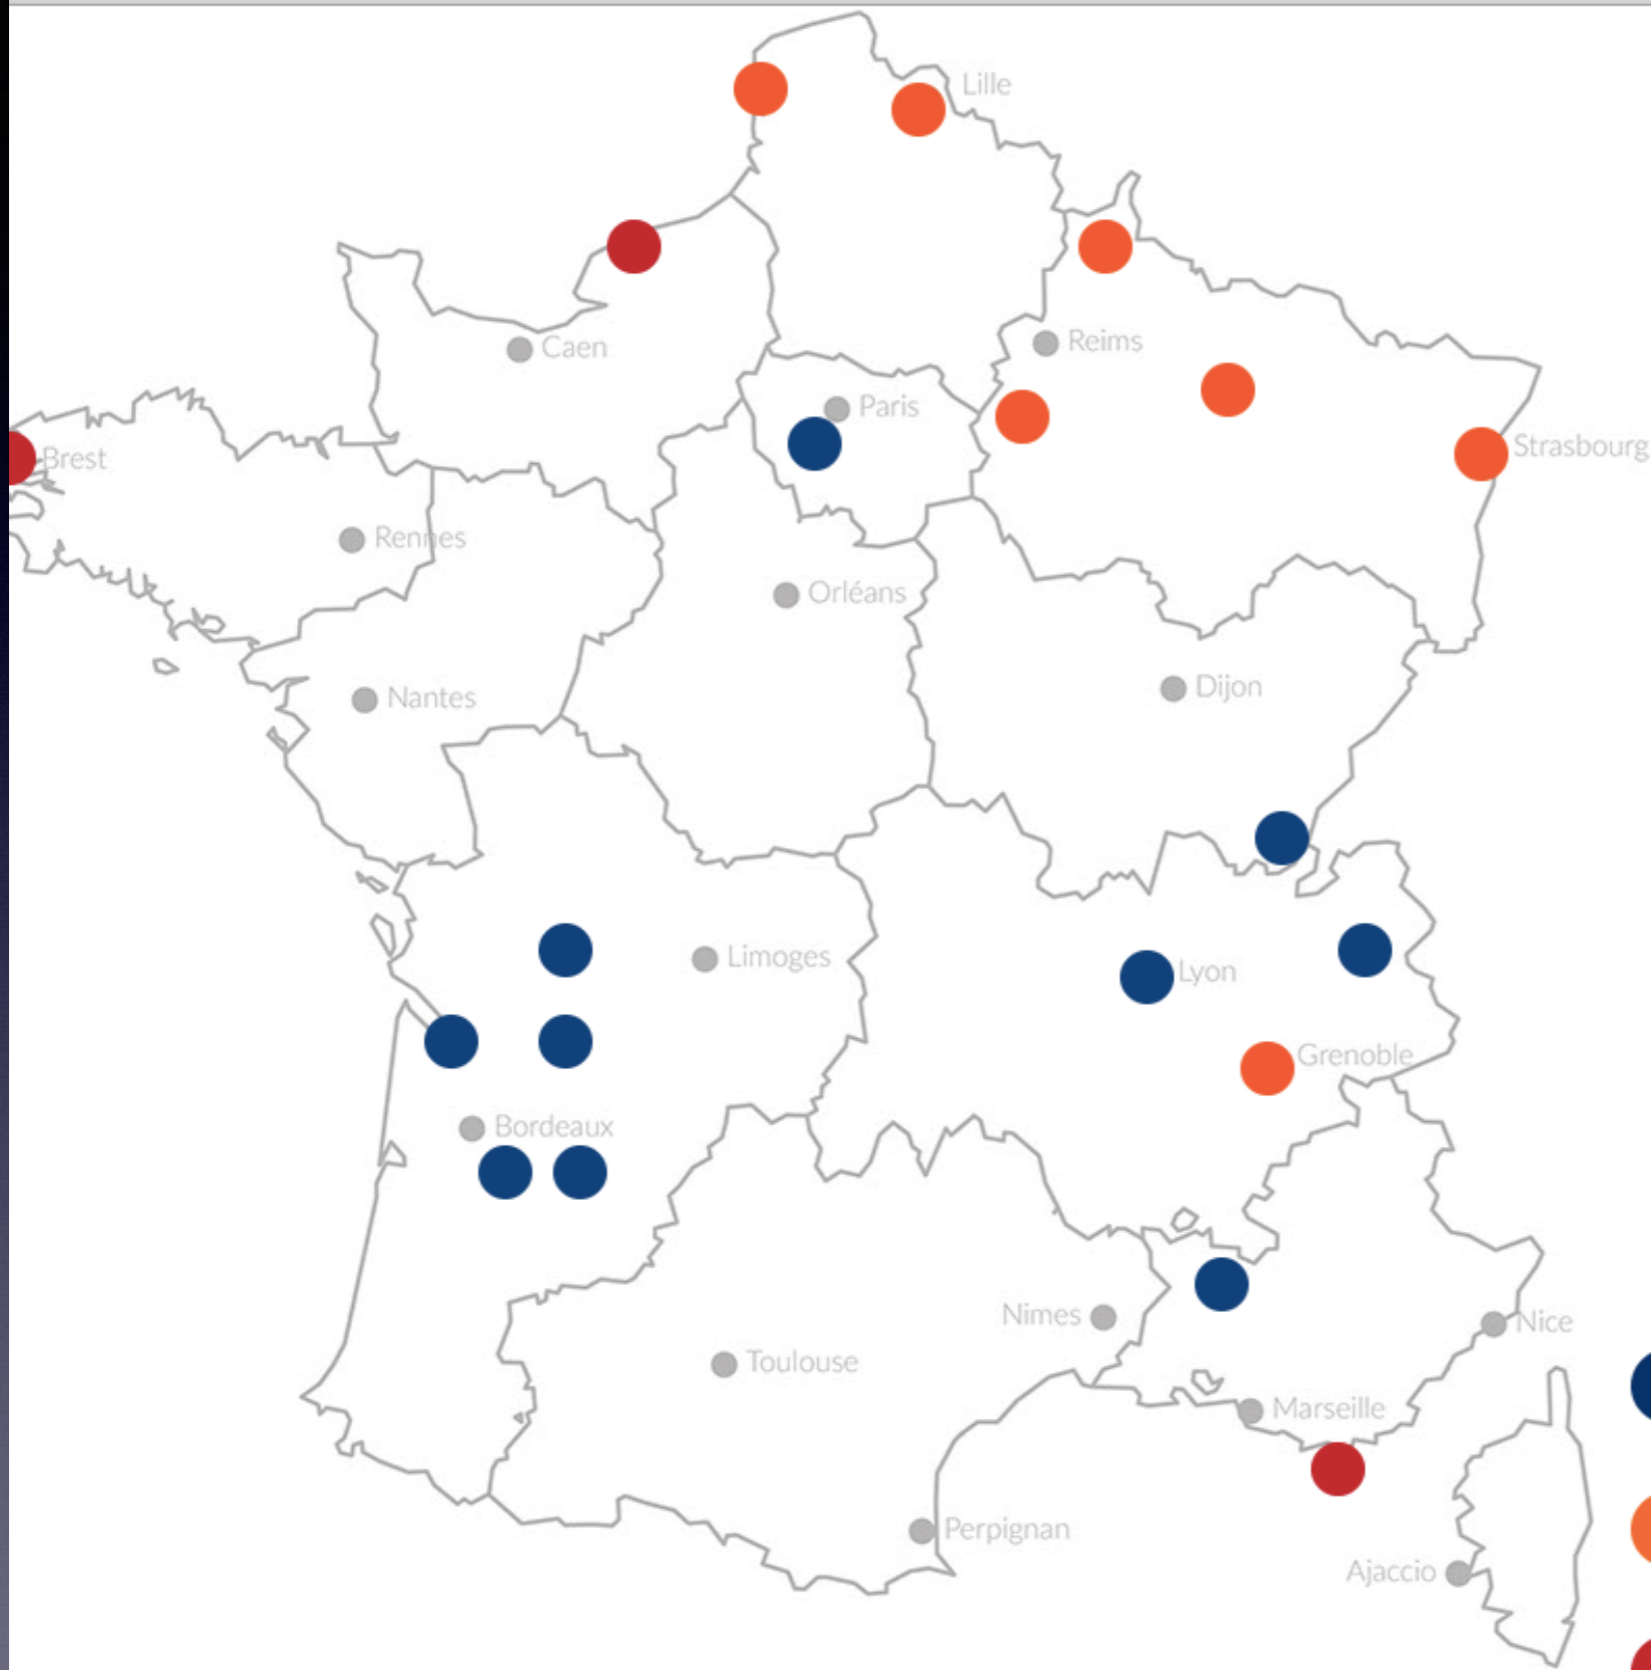 Lille
Caen
Reims
Paris
Brest
Strasbourg
Rennes
Orléans
Nantes
Dijon
Limoges
Lyon
Grenoble
Bordeaux
Nimes
Nice
Toulouse
Marseille
Perpignan
Ajaccio